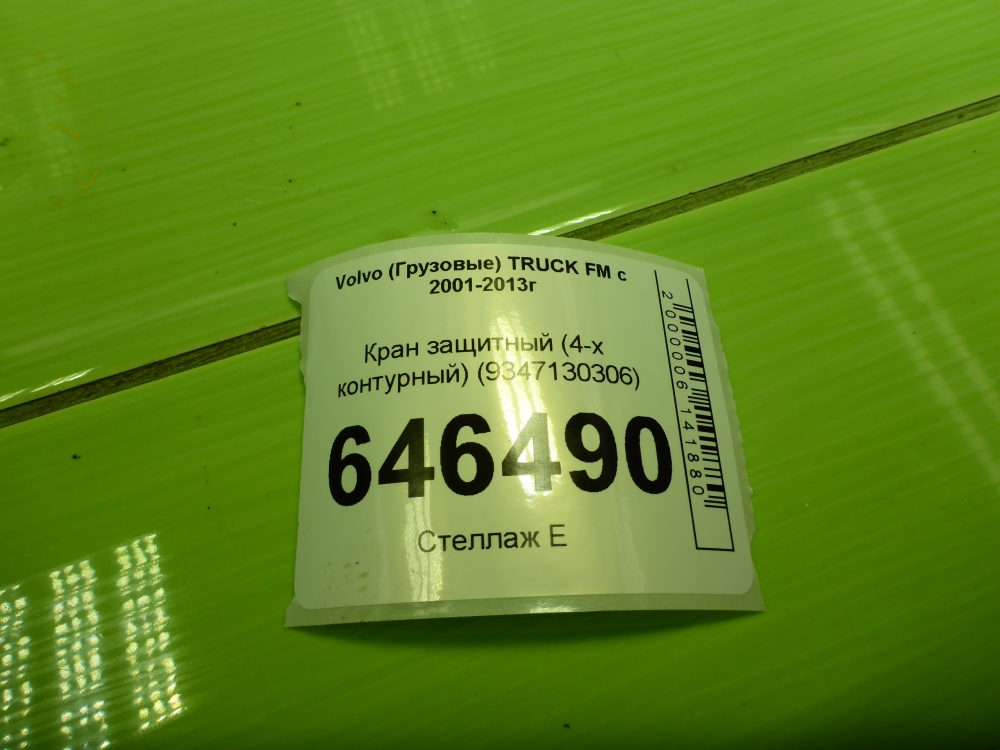 Volvo (Грузовые) TRUCK FM с
2001-2013г
Кран защитный (4-х
контурный) (9347130306)
646490
Стеллаж E
2000006141880